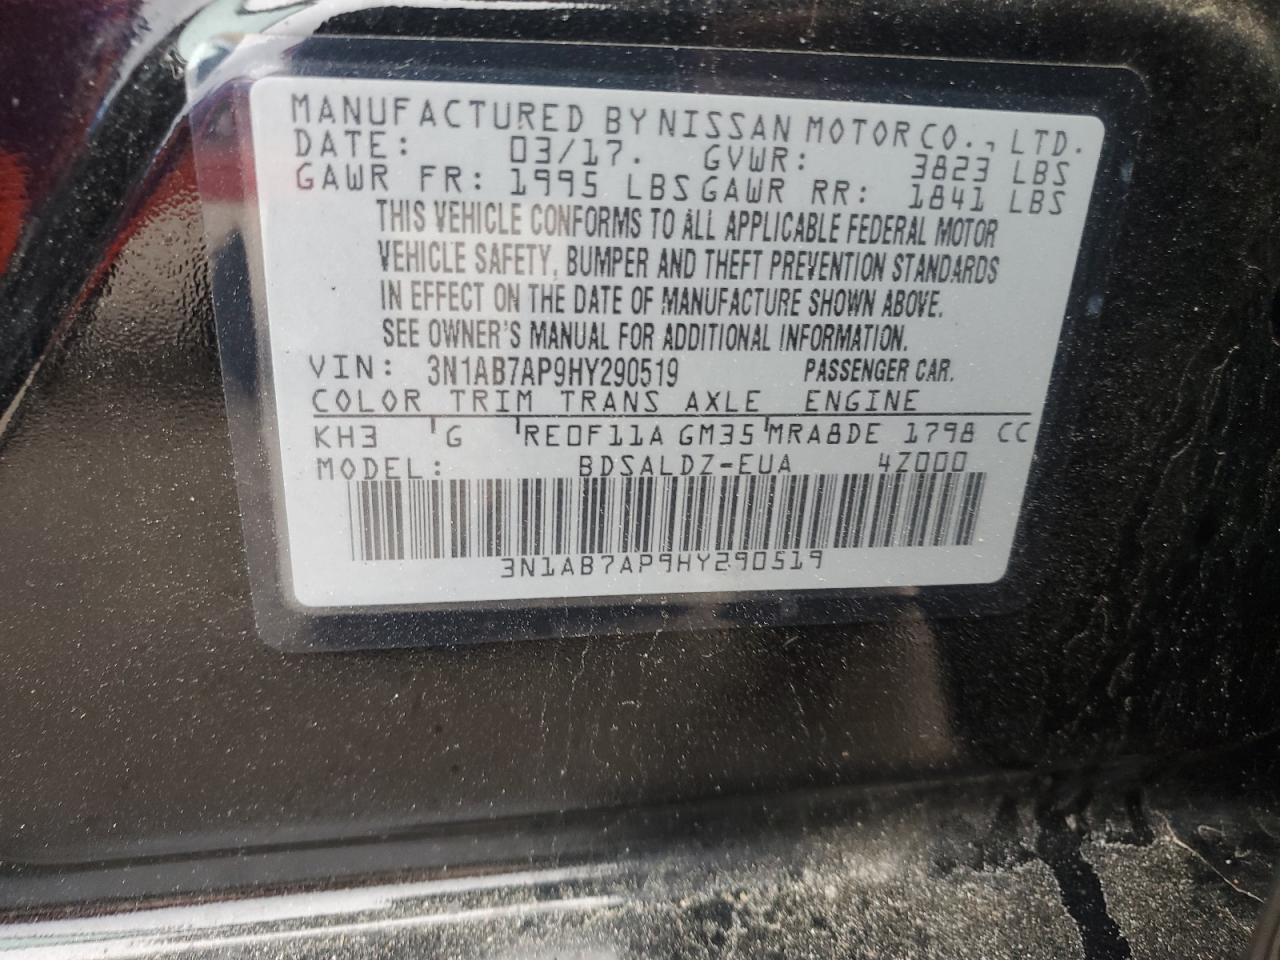 MANUFACTURED BY NISSAN MOTOR CO., LTD.
DATE: 03/17. GVWR: 3823 LBS
GAWR FR: 1995 LBS GAWR RR: 1841 LBS
THIS VEHICLE CONFORMS TO ALL APPLICABLE FEDERAL MOTOR
VEHICLE SAFETY, BUMPER AND THEFT PREVENTION STANDARDS
IN EFFECT ON THE DATE OF MANUFACTURE SHOWN ABOVE.
SEE OWNER'S MANUAL FOR ADDITIONAL INFORMATION.
VIN: 3N1AB7AP9HY290519 PASSENGER CAR.
COLOR TRIM TRANS AXLE ENGINE
KH3 G RE0F11A GM35 MRA8DE 1798 CC
MODEL: BDSALDZ-EUA 4Z000
3N1AB7AP9HY290519